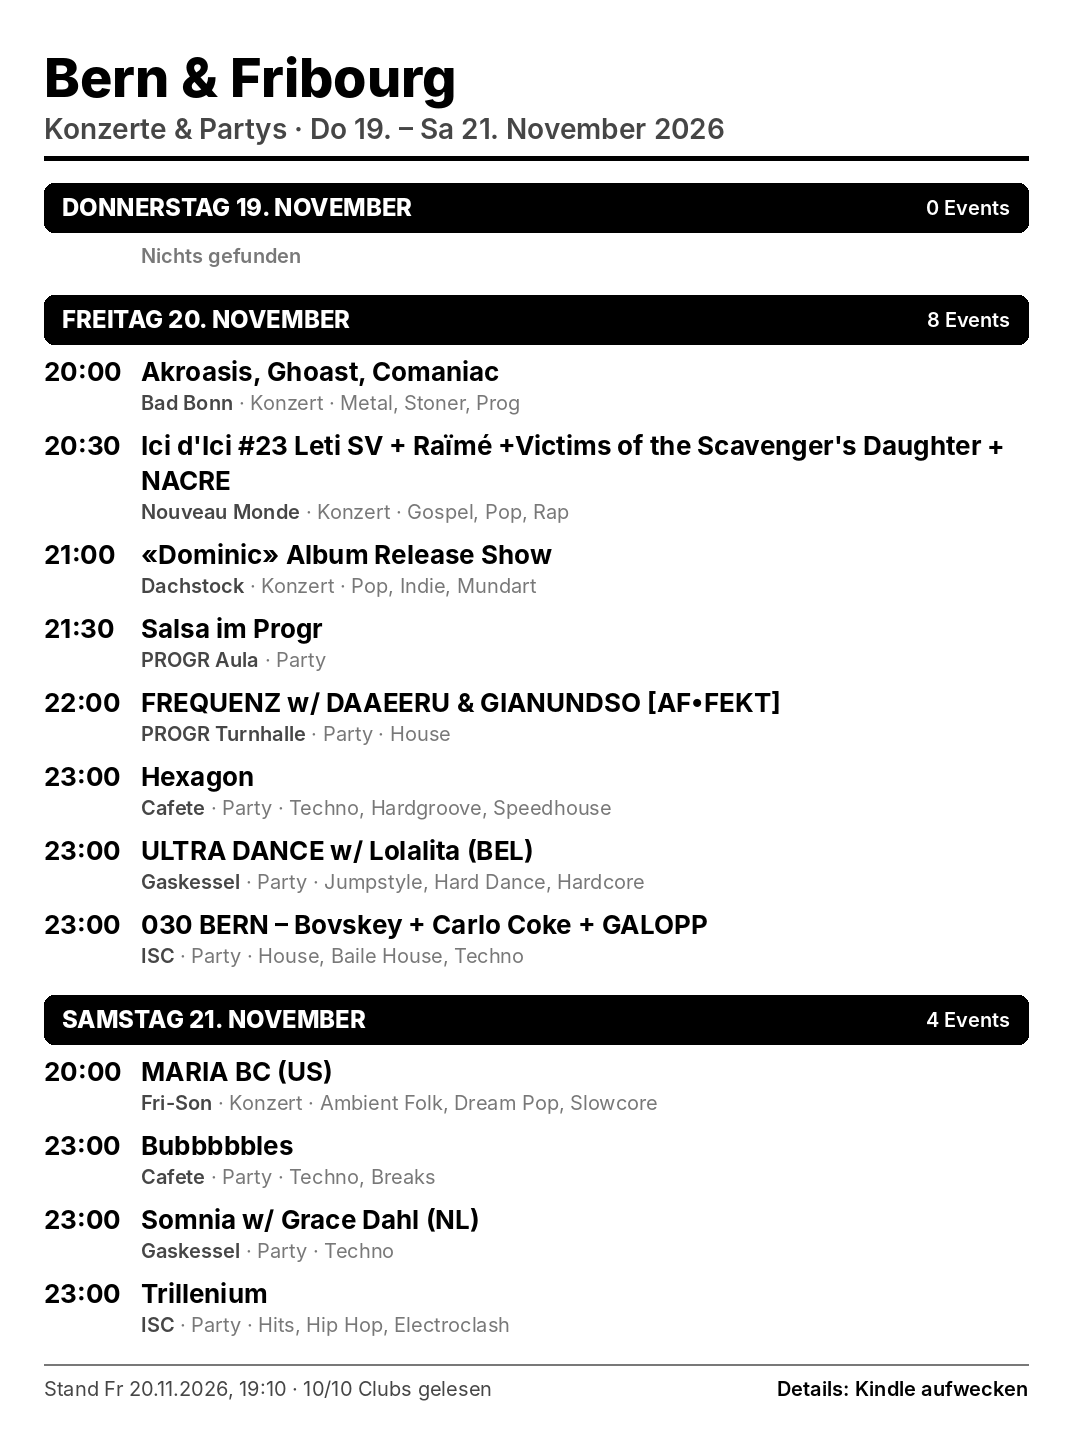 Bern & Fribourg
Konzerte & Partys · Do 19. – Sa 21. November 2026
DONNERSTAG 19. NOVEMBER 0 Events
Nichts gefunden
FREITAG 20. NOVEMBER 8 Events
20:00 Akroasis, Ghoast, Comaniac
Bad Bonn · Konzert · Metal, Stoner, Prog
20:30 Ici d'Ici #23 Leti SV + Raïmé +Victims of the Scavenger's Daughter +
NACRE
Nouveau Monde · Konzert · Gospel, Pop, Rap
21:00 «Dominic» Album Release Show
Dachstock · Konzert · Pop, Indie, Mundart
21:30 Salsa im Progr
PROGR Aula · Party
22:00 FREQUENZ w/ DAAEERU & GIANUNDSO [AF•FEKT]
PROGR Turnhalle · Party · House
23:00 Hexagon
Cafete · Party · Techno, Hardgroove, Speedhouse
23:00 ULTRA DANCE w/ Lolalita (BEL)
Gaskessel · Party · Jumpstyle, Hard Dance, Hardcore
23:00 030 BERN – Bovskey + Carlo Coke + GALOPP
ISC · Party · House, Baile House, Techno
SAMSTAG 21. NOVEMBER 4 Events
20:00 MARIA BC (US)
Fri-Son · Konzert · Ambient Folk, Dream Pop, Slowcore
23:00 Bubbbbbles
Cafete · Party · Techno, Breaks
23:00 Somnia w/ Grace Dahl (NL)
Gaskessel · Party · Techno
23:00 Trillenium
ISC · Party · Hits, Hip Hop, Electroclash
Stand Fr 20.11.2026, 19:10 · 10/10 Clubs gelesen Details: Kindle aufwecken